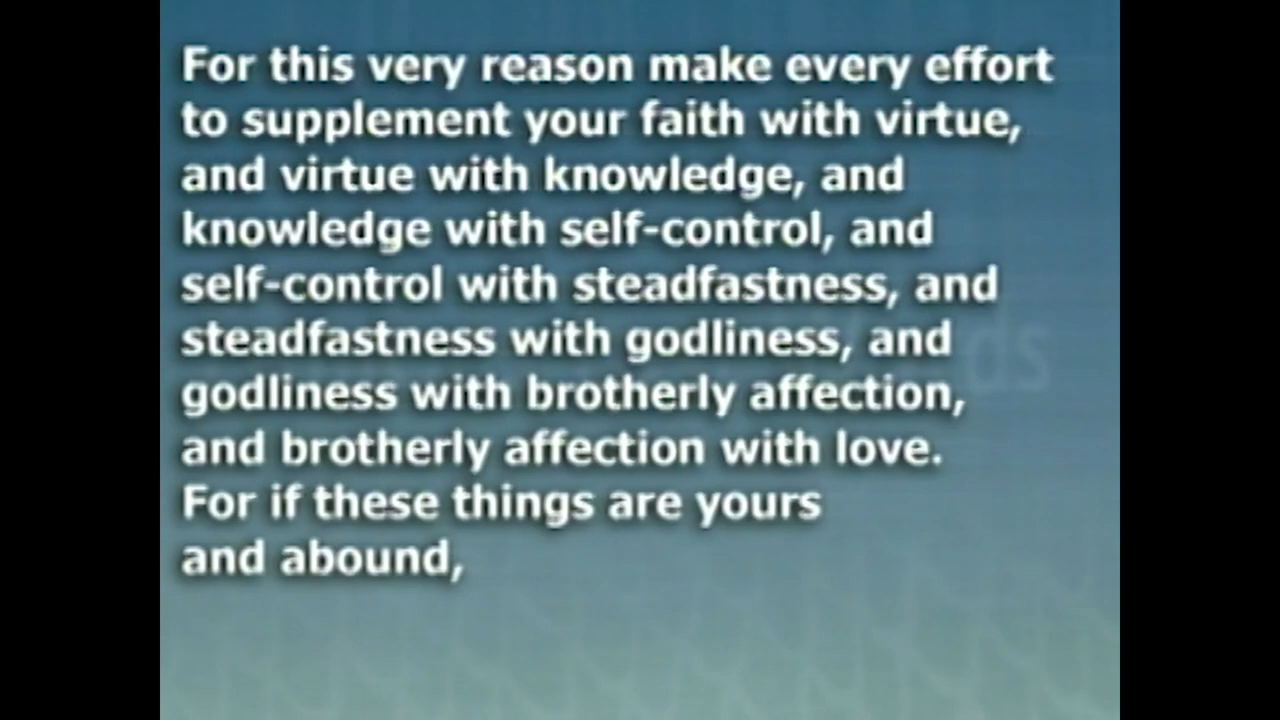 For this very reason make every effort
to supplement your faith with virtue,
and virtue with knowledge, and
knowledge with self-control, and
self-control with steadfastness, and
steadfastness with godliness, and
godliness with brotherly affection,
and brotherly affection with love.
For if these things are yours
and abound,